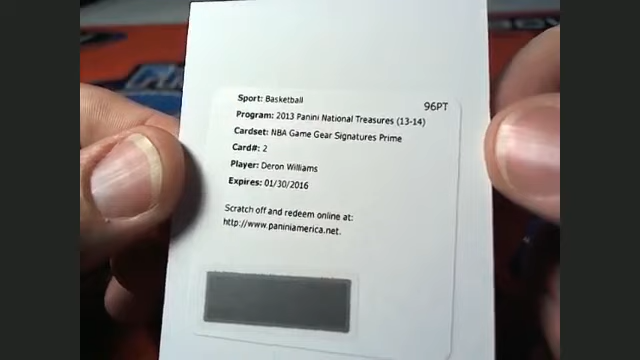 Sport: Basketball
96PT
Program: 2013 Panini National Treasures (13-14)
Cardset: NBA Game Gear Signatures Prime
Card#: 2
Player: Deron Williams
Expires: 01/30/2016
Scratch off and redeem online at:
http://www.paniniamerica.net.